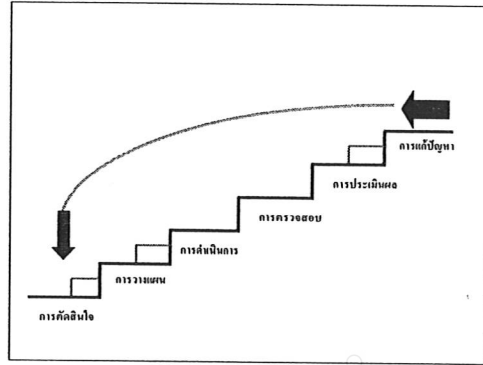 การแก้ปัญหา
การประเมินผล
การตรวจสอบ
การดำเนินการ
การวางแผน
การตัดสินใจ